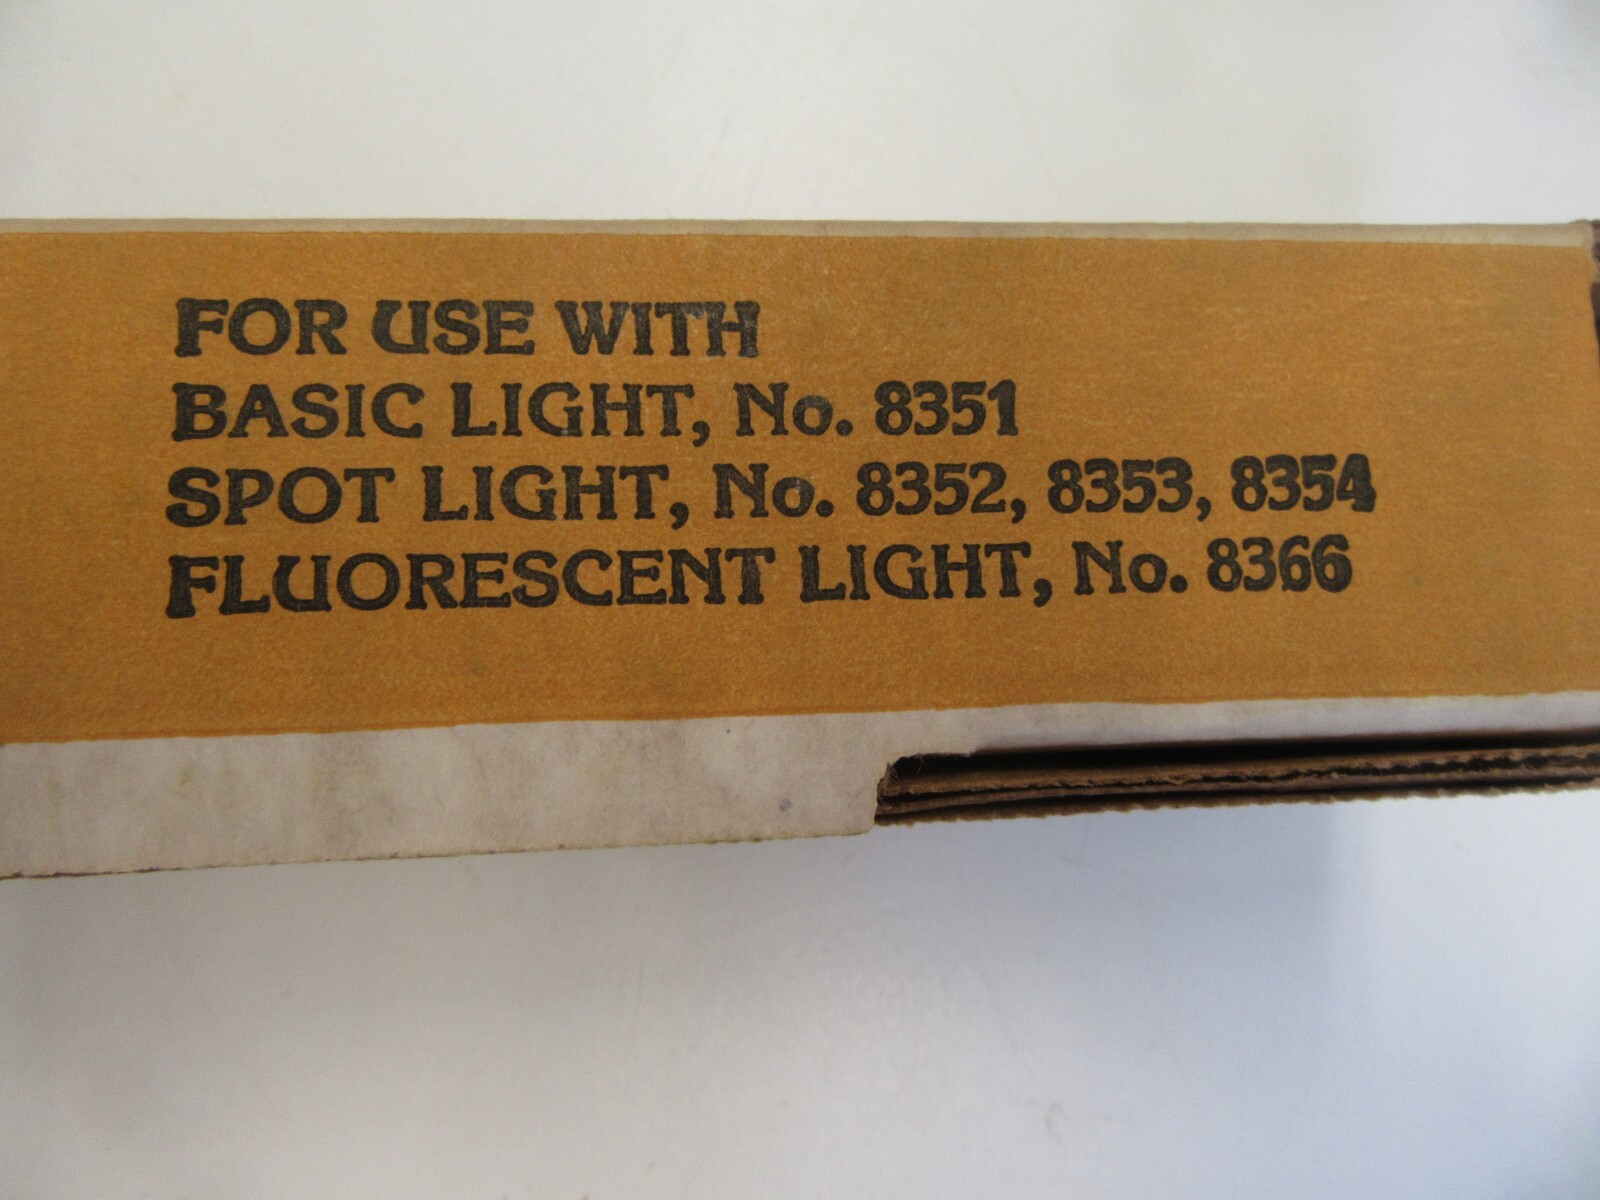 FOR USE WITH
BASIC LIGHT, No. 8351
SPOT LIGHT, No. 8352, 8353, 8354
FLUORESCENT LIGHT, No. 8366